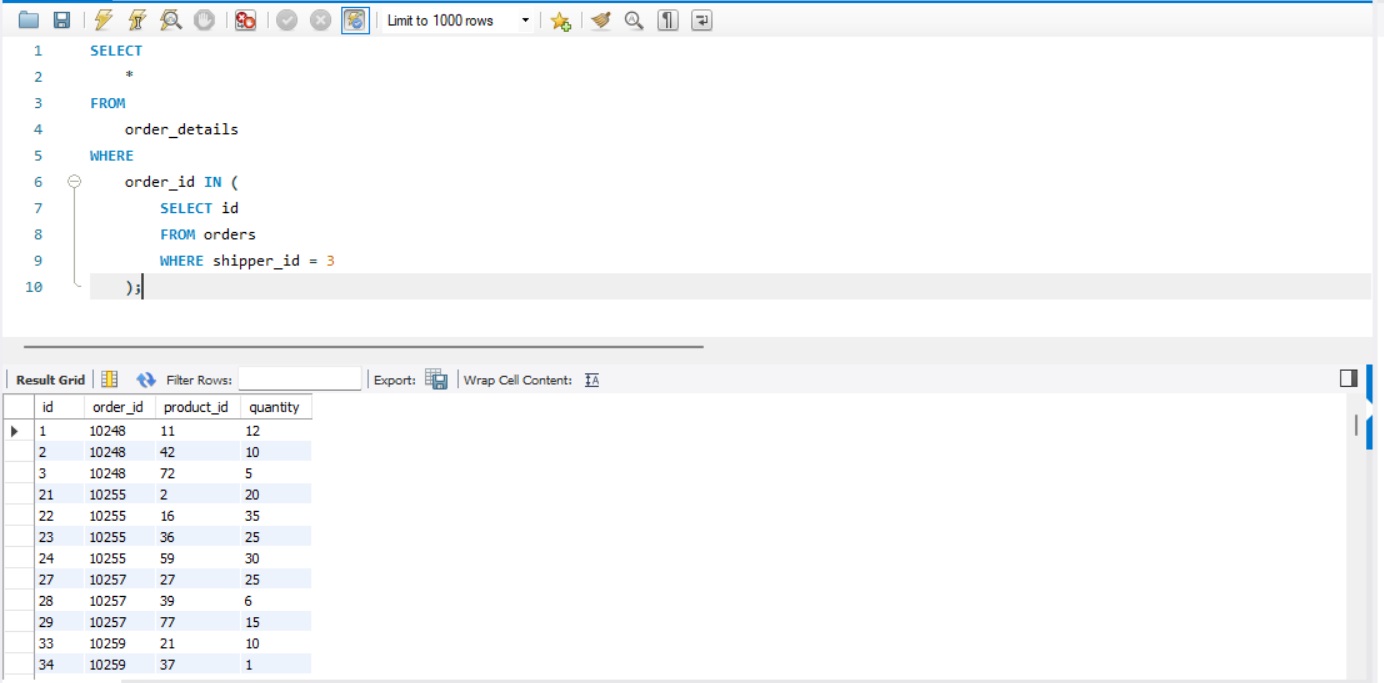 Limit to 1000 rows
1 SELECT
2 *
3 FROM
4 order_details
5 WHERE
6 order_id IN (
7 SELECT id
8 FROM orders
9 WHERE shipper_id = 3
10 );
Result Grid Filter Rows: Export: Wrap Cell Content: IA
id order_id product_id quantity
1 10248 11 12
2 10248 42 10
3 10248 72 5
21 10255 2 20
22 10255 16 35
23 10255 36 25
24 10255 59 30
27 10257 27 25
28 10257 39 6
29 10257 77 15
33 10259 21 10
34 10259 37 1